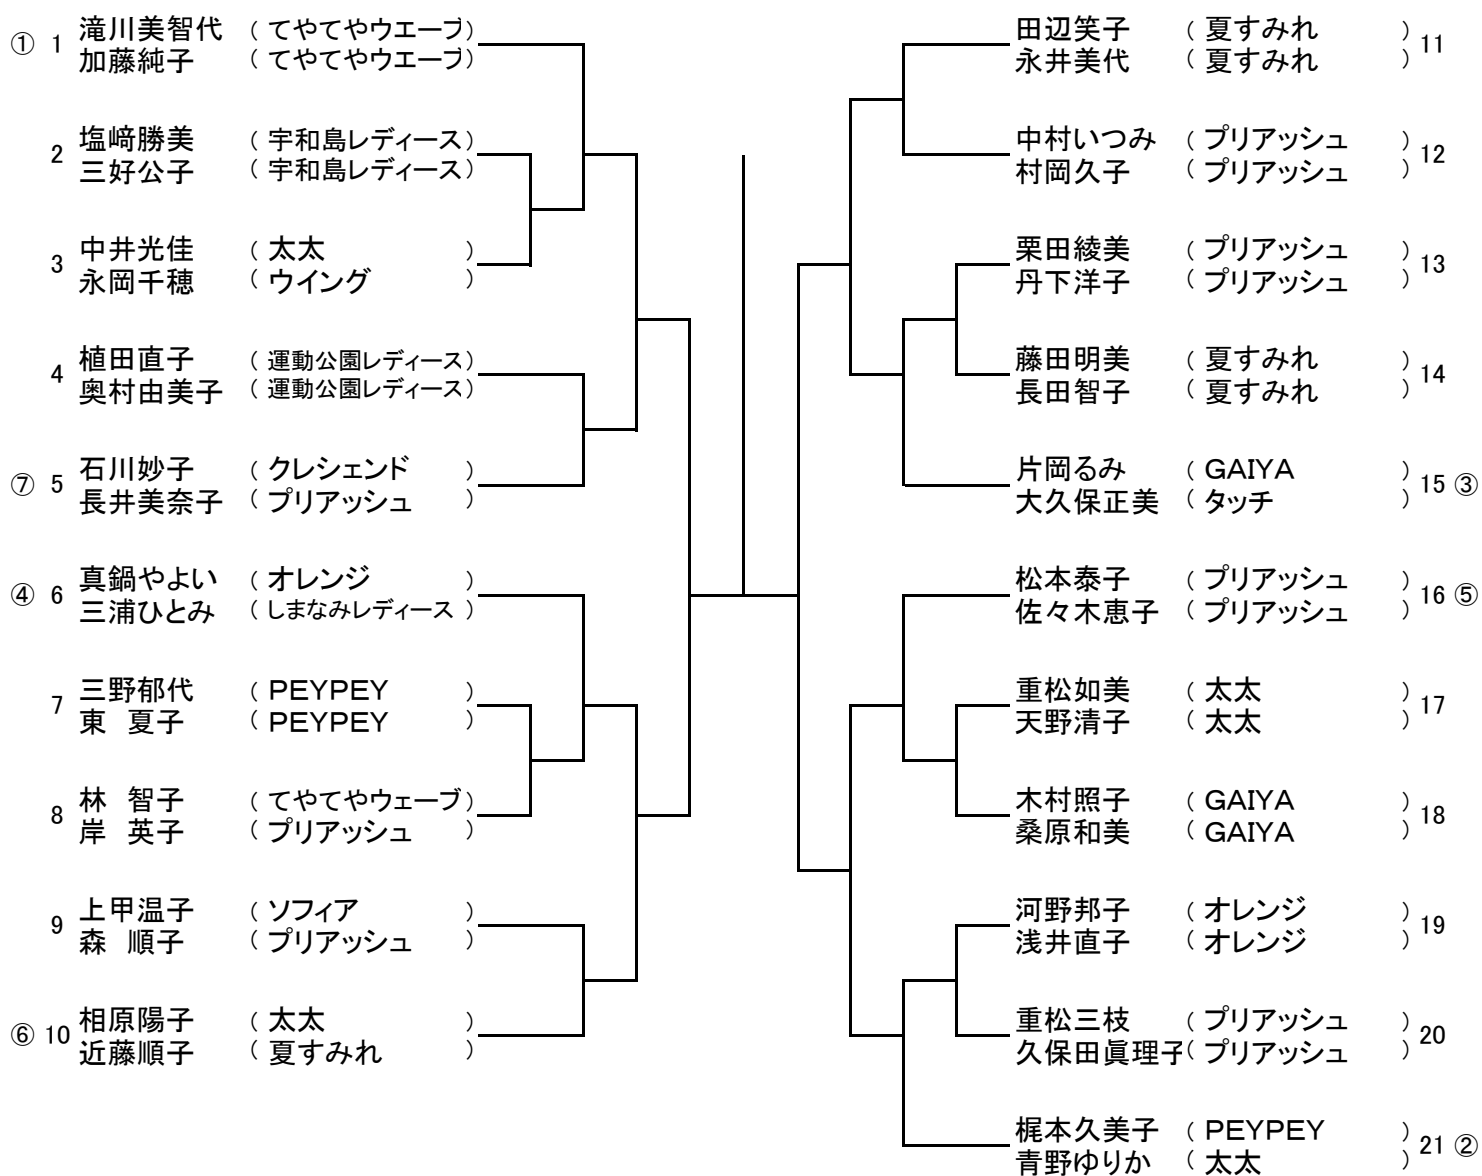 ① 1 滝川美智代 ( てやてやウエーブ)
加藤純子 ( てやてやウエーブ)
2 塩﨑勝美 ( 宇和島レディース)
三好公子 ( 宇和島レディース)
3 中井光佳 ( 太太 )
永岡千穂 ( ウイング )
4 植田直子 ( 運動公園レディース)
奥村由美子 ( 運動公園レディース)
⑦ 5 石川妙子 ( クレシェンド )
長井美奈子 ( プリアッシュ )
④ 6 真鍋やよい ( オレンジ )
三浦ひとみ ( しまなみレディース )
7 三野郁代 ( PEYPEY )
東 夏子 ( PEYPEY )
8 林 智子 ( てやてやウェーブ)
岸 英子 ( プリアッシュ )
9 上甲温子 ( ソフィア )
森 順子 ( プリアッシュ )
⑥ 10 相原陽子 ( 太太 )
近藤順子 ( 夏すみれ )
田辺笑子 ( 夏すみれ ) 11
永井美代 ( 夏すみれ )
中村いつみ ( プリアッシュ ) 12
村岡久子 ( プリアッシュ )
栗田綾美 ( プリアッシュ ) 13
丹下洋子 ( プリアッシュ )
藤田明美 ( 夏すみれ ) 14
長田智子 ( 夏すみれ )
片岡るみ ( GAIYA ) 15 ③
大久保正美 ( タッチ )
松本泰子 ( プリアッシュ ) 16 ⑤
佐々木恵子 ( プリアッシュ )
重松如美 ( 太太 ) 17
天野清子 ( 太太 )
木村照子 ( GAIYA ) 18
桑原和美 ( GAIYA )
河野邦子 ( オレンジ ) 19
浅井直子 ( オレンジ )
重松三枝 ( プリアッシュ ) 20
久保田眞理子( プリアッシュ )
梶本久美子 ( PEYPEY ) 21 ②
青野ゆりか ( 太太 )